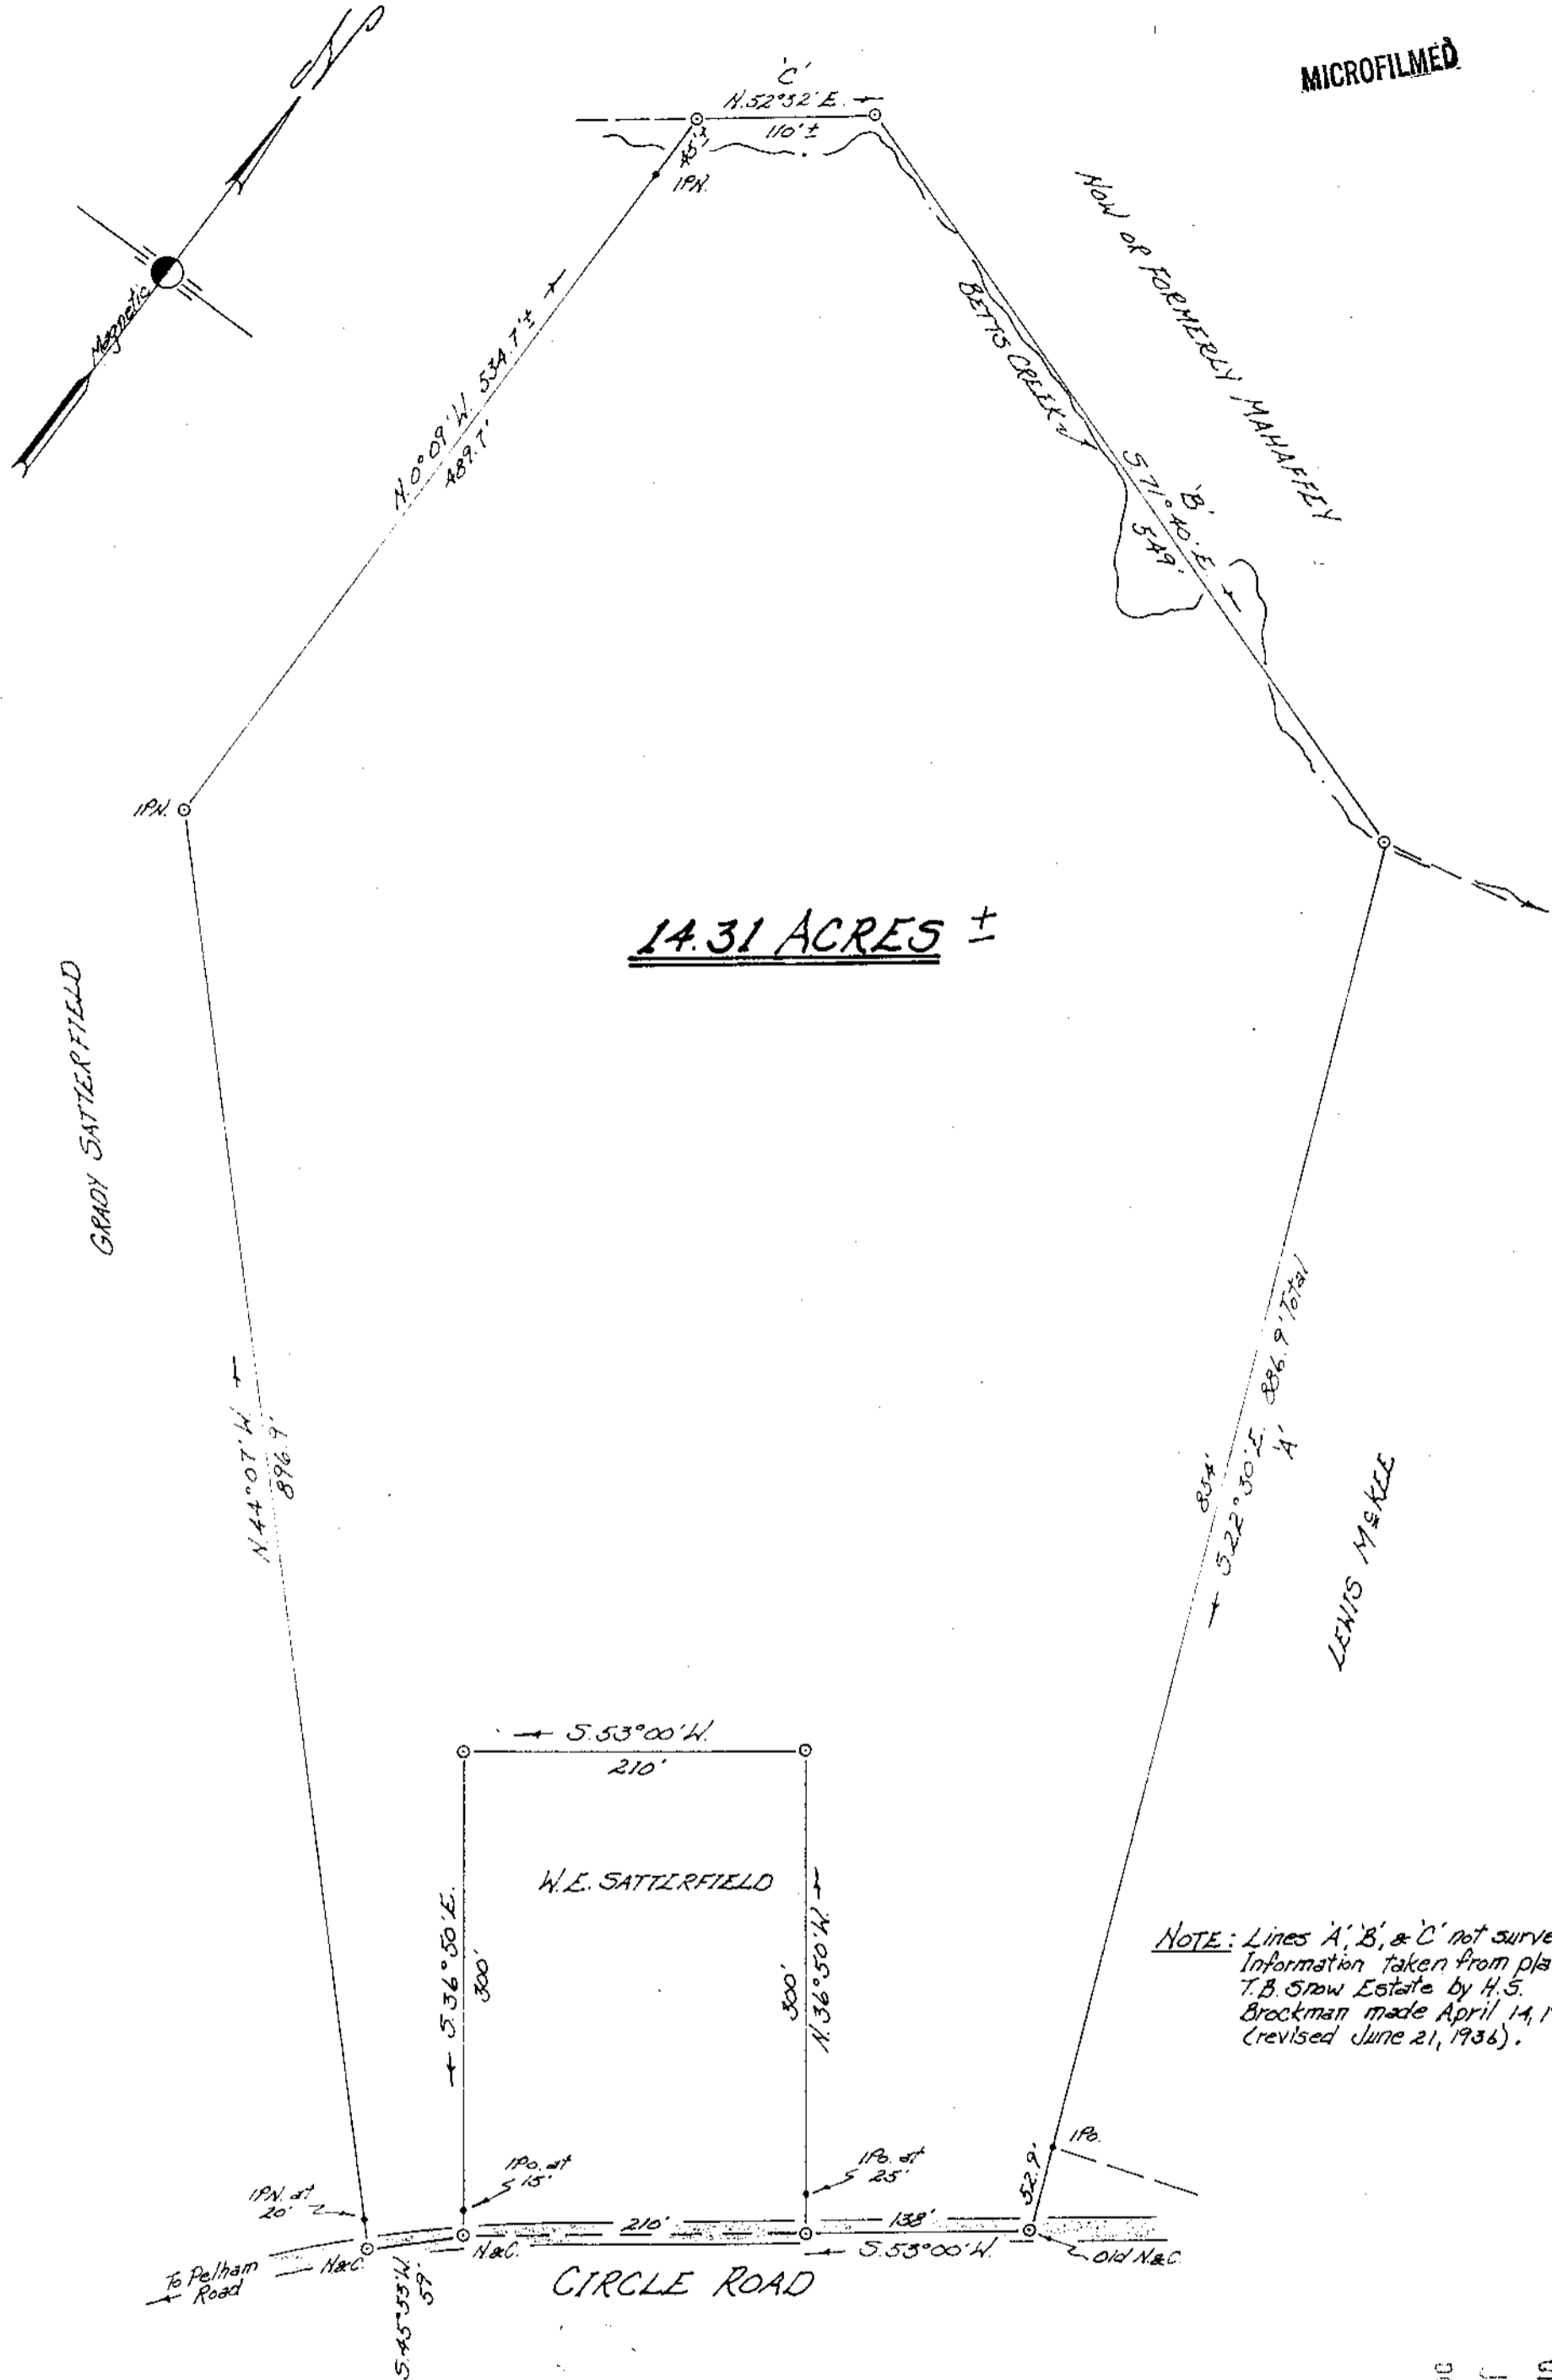 MICROFILMED
'C'
N.52°32'E.
110'±
45'±
IPN.
NOW OR FORMERLY MAHAFFEY
Magnetic
N.0°09'W. 534.7'±
489.7'
BETTS CREEK
'B'
S.71°40'E.
549'
IPN.
14.31 ACRES ±
GRADY SATTERFIELD
N.44°07'W.
896.9'
854'
S.22°30'E. 886.9' Total
'A'
LEWIS McKEE
S.53°00'W.
210'
W.E. SATTERFIELD
S.36°50'E.
300'
300'
N.36°50'W.
NOTE: Lines 'A', 'B', & 'C' not surve
Information taken from pla
T.B. Snow Estate by H.S.
Brockman made April 14, 1
(revised June 21, 1936).
IPo.
52.9'
IPo. at
15'
IPo. at
25'
IPN. at
20'
210'
138'
N&C.
N&C.
S.53°00'W.
Old N&C.
To Pelham
Road
S.45°53'W.
59'
CIRCLE ROAD